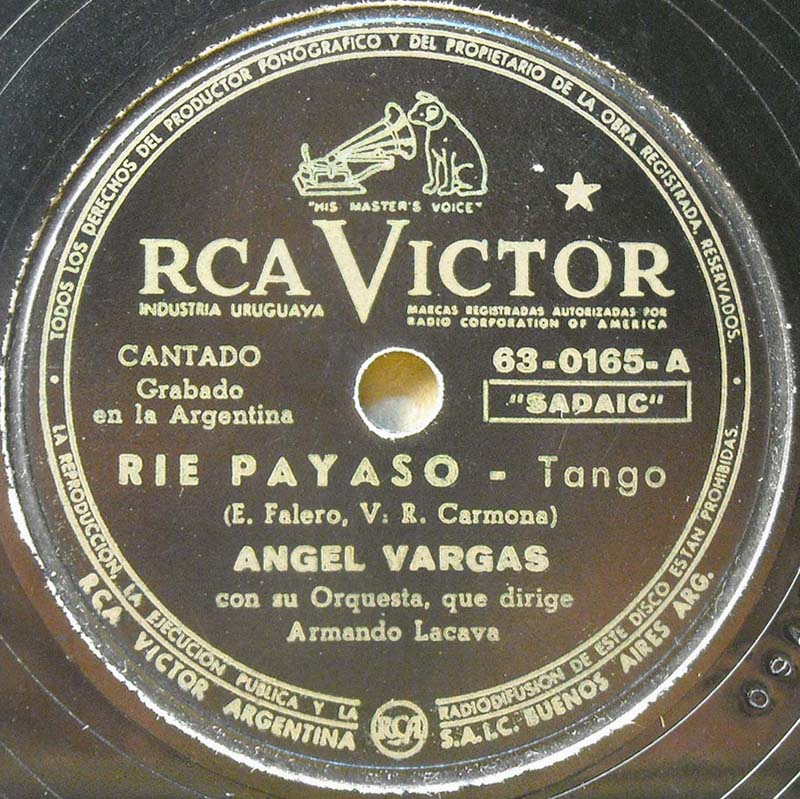 TODOS LOS DERECHOS DEL PRODUCTOR FONOGRAFICO Y DEL PROPIETARIO DE LA OBRA REGISTRADA, RESERVADOS.
"HIS MASTER'S VOICE"
RCA VICTOR
INDUSTRIA URUGUAYA
MARCAS REGISTRADAS AUTORIZADAS POR
RADIO CORPORATION OF AMERICA
CANTADO
63-0165-A
Grabado
en la Argentina
"SADAIC"
RIE PAYASO - Tango
(E. Falero, V: R. Carmona)
ANGEL VARGAS
con su Orquesta, que dirige
Armando Lacava
LA REPRODUCCION, LA EJECUCIÓN PUBLICA Y LA RADIODIFUSIÓN DE ESTE DISCO ESTAN PROHIBIDAS.
RCA VICTOR ARGENTINA RCA S.A.I.C. BUENOS AIRES ARG.